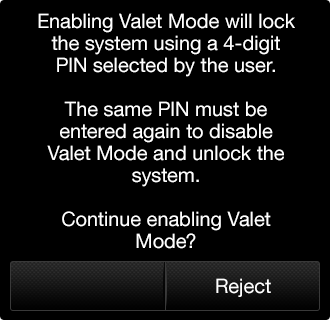 Enabling Valet Mode will lock
the system using a 4-digit
PIN selected by the user.
The same PIN must be
entered again to disable
Valet Mode and unlock the
system.
Continue enabling Valet
Mode?
Reject